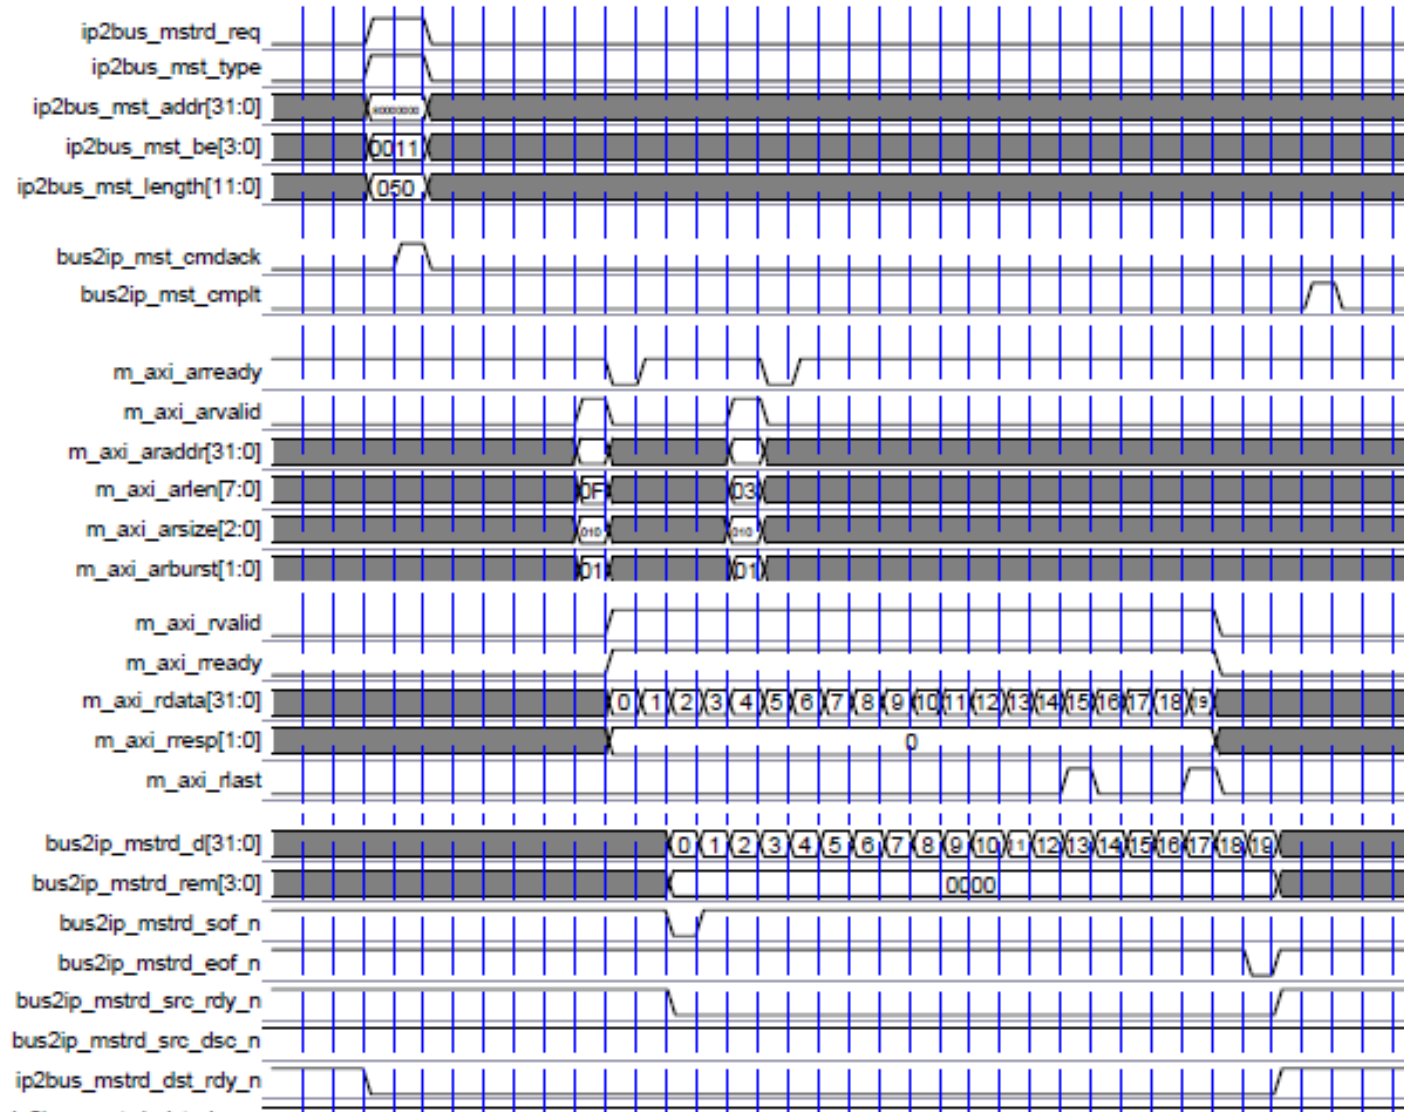 ip2bus_mstrd_req
ip2bus_mst_type
ip2bus_mst_addr[31:0]
ip2bus_mst_be[3:0] 0011
ip2bus_mst_length[11:0] 050
bus2ip_mst_cmdack
bus2ip_mst_cmplt
m_axi_arready
m_axi_arvalid
m_axi_araddr[31:0]
m_axi_arlen[7:0] 0F 03
m_axi_arsize[2:0] 010 010
m_axi_arburst[1:0] 01 01
m_axi_rvalid
m_axi_rready
m_axi_rdata[31:0] 0 1 2 3 4 5 6 7 8 9 10 11 12 13 14 15 16 17 18 19
m_axi_rresp[1:0] 0
m_axi_rlast
bus2ip_mstrd_d[31:0] 0 1 2 3 4 5 6 7 8 9 10 11 12 13 14 15 16 17 18 19
bus2ip_mstrd_rem[3:0] 0000
bus2ip_mstrd_sof_n
bus2ip_mstrd_eof_n
bus2ip_mstrd_src_rdy_n
bus2ip_mstrd_src_dsc_n
ip2bus_mstrd_dst_rdy_n